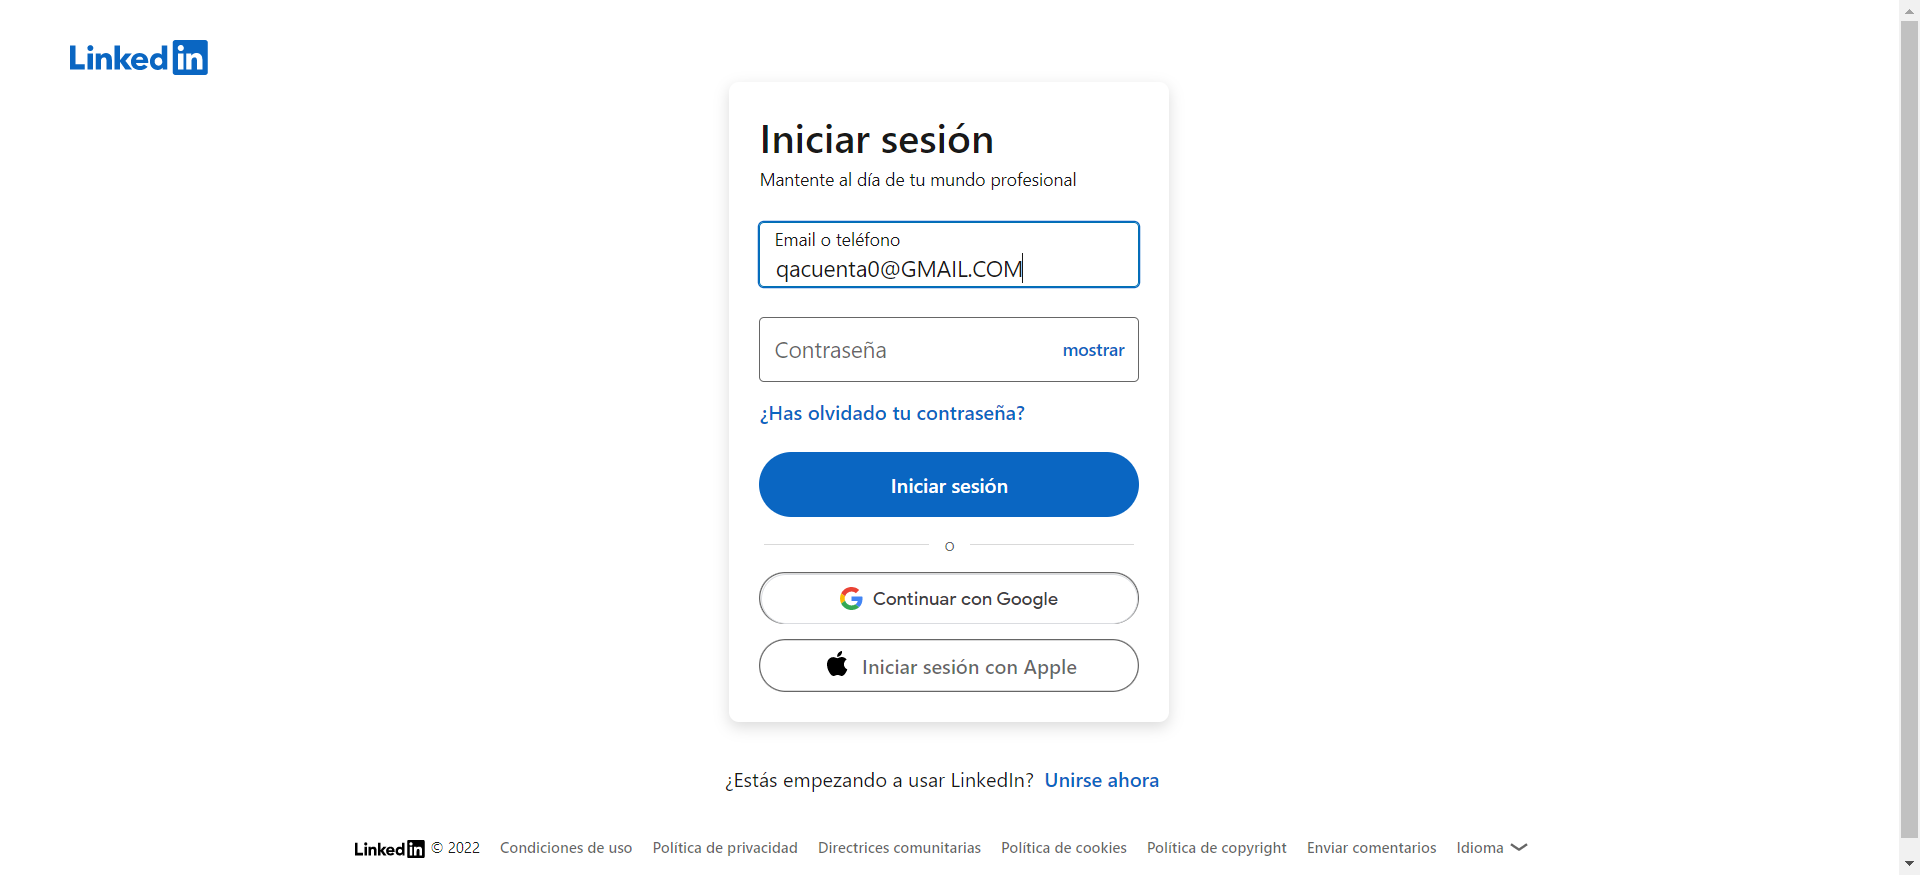 LinkedIn
Iniciar sesión
Mantente al día de tu mundo profesional
Email o teléfono
qacuenta0@GMAIL.COM
Contraseña mostrar
¿Has olvidado tu contraseña?
Iniciar sesión
o
Continuar con Google
Iniciar sesión con Apple
¿Estás empezando a usar LinkedIn? Unirse ahora
LinkedIn © 2022 Condiciones de uso Política de privacidad Directrices comunitarias Política de cookies Política de copyright Enviar comentarios Idioma